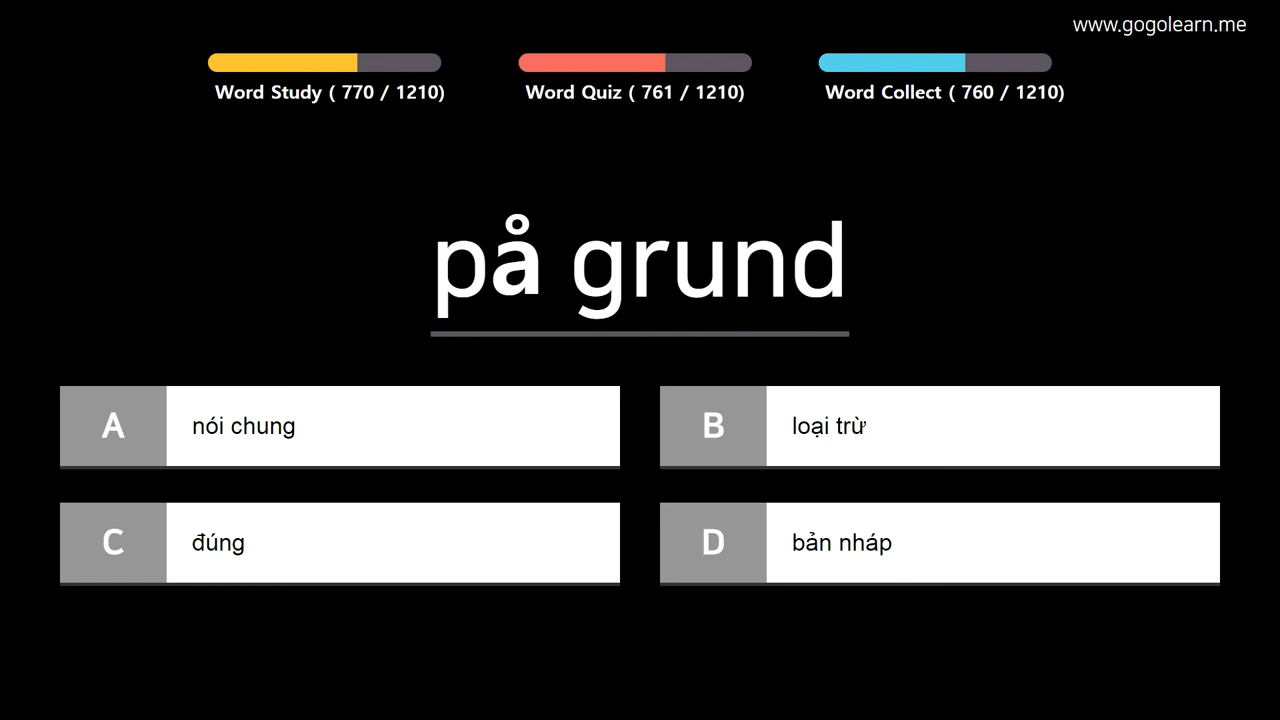 www.gogolearn.me
Word Study ( 770 / 1210)
Word Quiz ( 761 / 1210)
Word Collect ( 760 / 1210)
på grund
A nói chung
B loại trừ
C đúng
D bản nháp